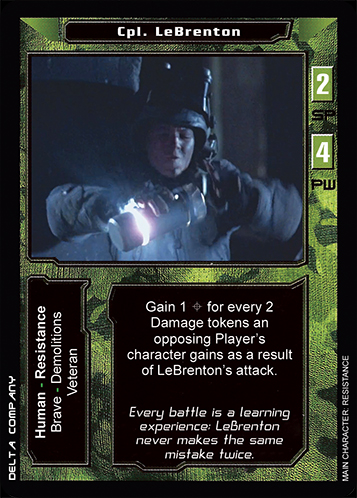 Cpl. LeBrenton
2
SP
4
PW
MAIN CHARACTER: RESISTANCE
DELTA COMPANY
Human - Resistance
Brave - Demolitions
Veteran
Gain 1 ⌖ for every 2
Damage tokens an
opposing Player's
character gains as a result
of LeBrenton's attack.
Every battle is a learning
experience: LeBrenton
never makes the same
mistake twice.